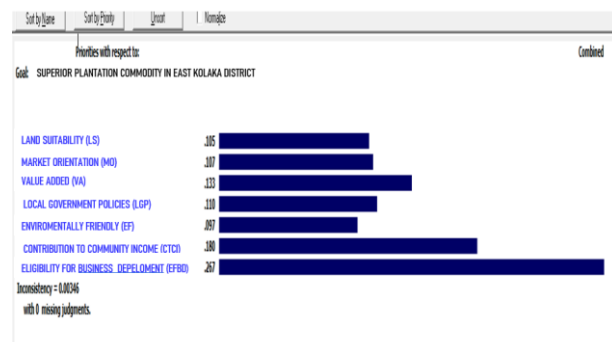 Sort by Name Sort by Priority Unsort Normalize
Priorities with respect to: Combined
Goal: SUPERIOR PLANTATION COMMODITY IN EAST KOLAKA DISTRICT
LAND SUITABILITY (LS) .105
MARKET ORIENTATION (MO) .107
VALUE ADDED (VA) .133
LOCAL GOVERNMENT POLICIES (LGP) .110
ENVIROMENTALLY FRIENDLY (EF) .097
CONTRIBUTION TO COMMUNITY INCOME (CTCI) .180
ELIGIBILITY FOR BUSINESS DEPELOMENT (EFBD) .267
Inconsistency = 0.00346
with 0 missing judgments.